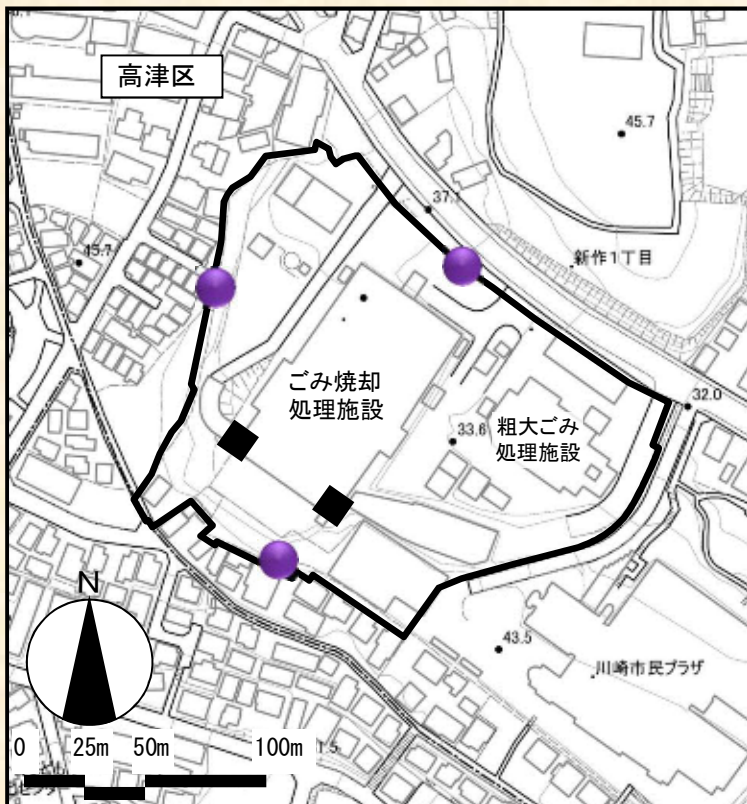 高津区
45.7
37.1
新作1丁目
45.7
ごみ焼却
処理施設
粗大ごみ
処理施設
32.0
33.6
N
43.5
川崎市民プラザ
0 25m 50m 100m